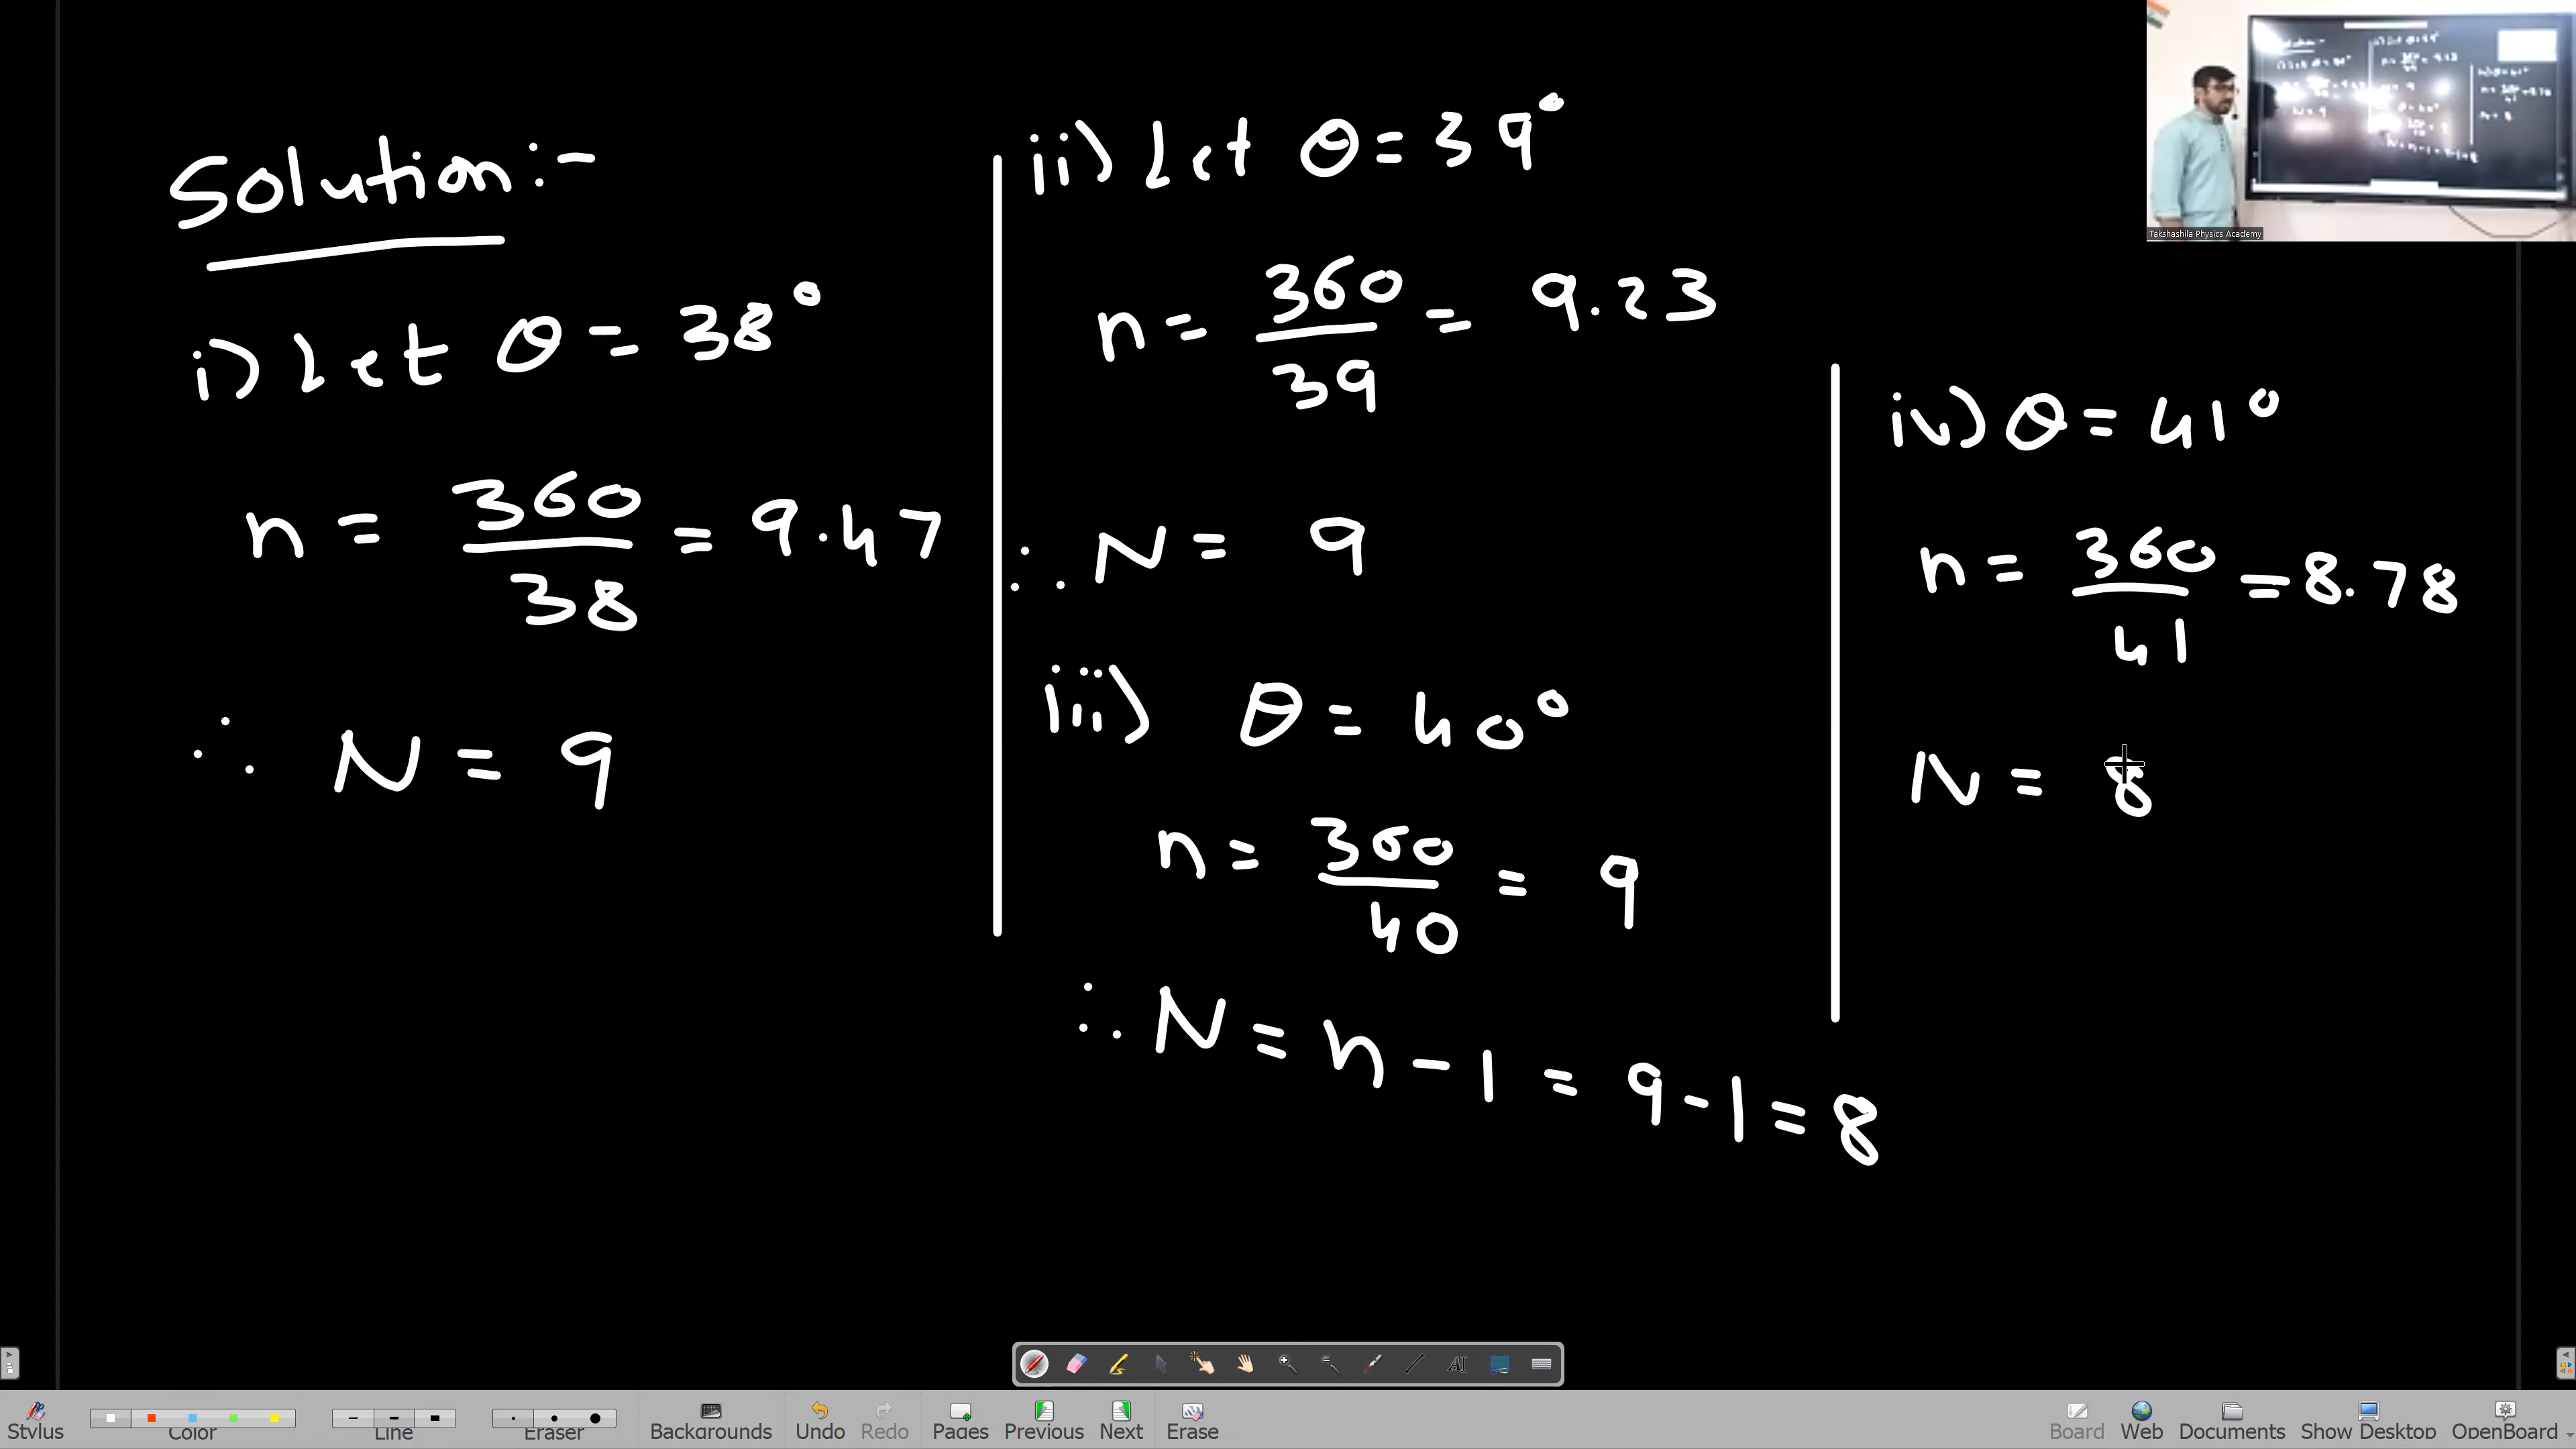 Solution:-
i) Let θ = 38°
n = 360/38 = 9.47
∴ N = 9
ii) Let θ = 39°
n = 360/39 = 9.23
∴ N = 9
iii) θ = 40°
n = 360/40 = 9
∴ N = n - 1 = 9 - 1 = 8
iv) θ = 41°
n = 360/41 = 8.78
N = 8
Takshashila Physics Academy
Stylus Color Line Eraser Backgrounds Undo Redo Pages Previous Next Erase Board Web Documents Show Desktop OpenBoard